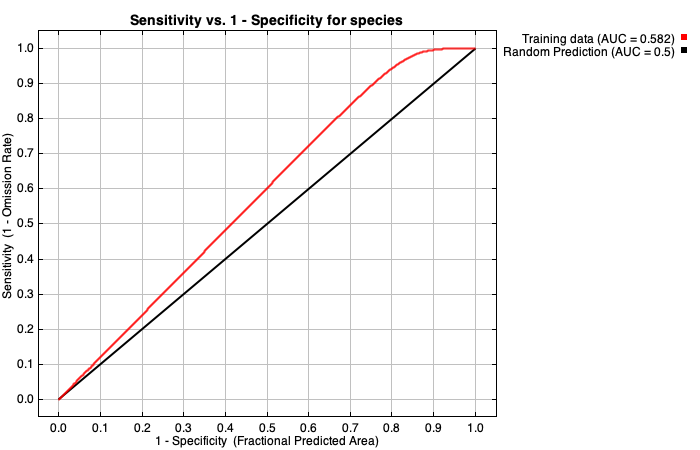 Sensitivity vs. 1 - Specificity for species
Training data (AUC = 0.582)
Random Prediction (AUC = 0.5)
Sensitivity (1 - Omission Rate)
1.0
0.9
0.8
0.7
0.6
0.5
0.4
0.3
0.2
0.1
0.0
0.0 0.1 0.2 0.3 0.4 0.5 0.6 0.7 0.8 0.9 1.0
1 - Specificity (Fractional Predicted Area)